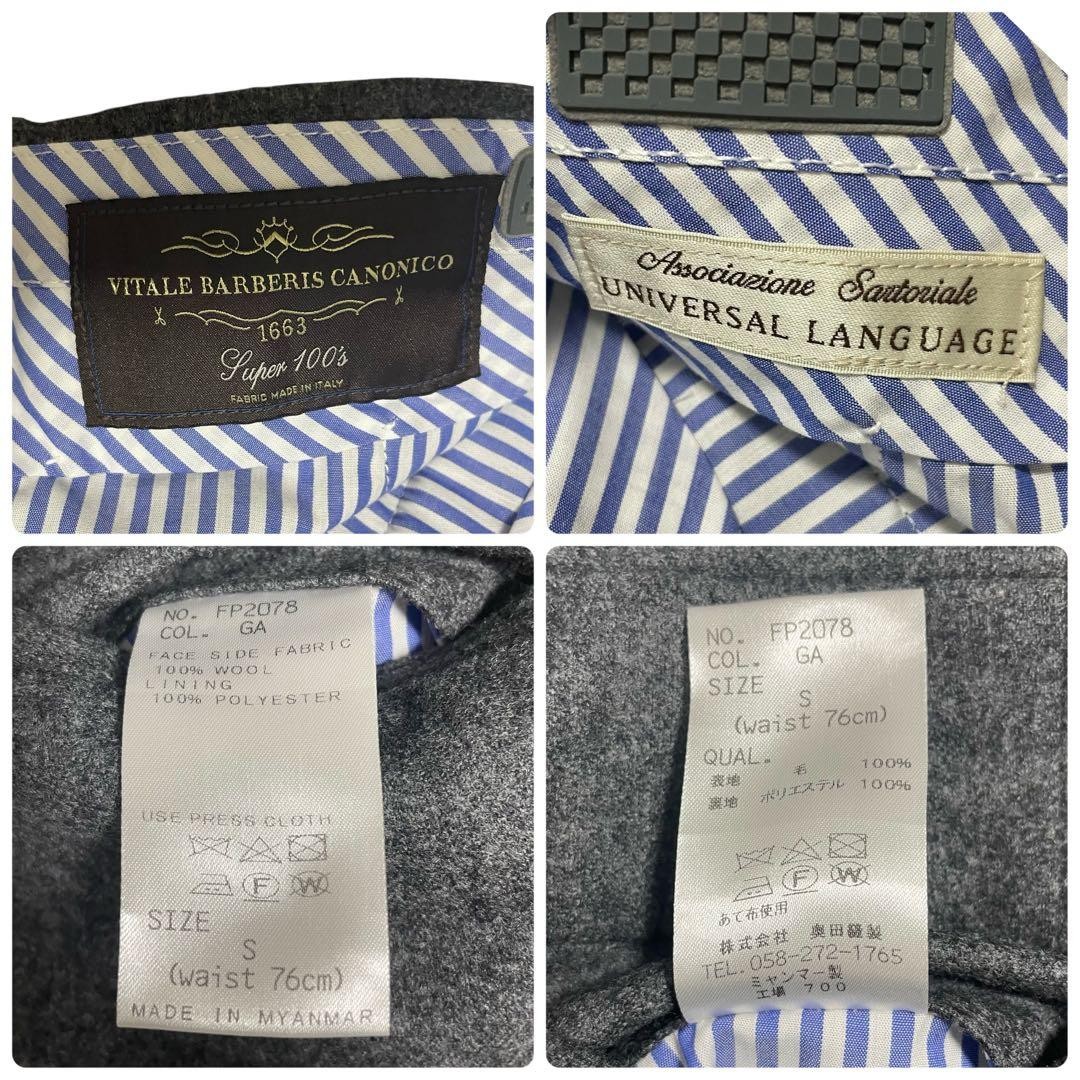 VITALE BARBERIS CANONICO
1663
Super 100's
FABRIC MADE IN ITALY
Associazione Sartoriale
UNIVERSAL LANGUAGE
NO. FP2078
COL. GA
FACE SIDE FABRIC
100% WOOL
LINING
100% POLYESTER
USE PRESS CLOTH
F W
SIZE
S
(waist 76cm)
MADE IN MYANMAR
NO. FP2078
COL. GA
SIZE
S
(waist 76cm)
QUAL.
表地 毛 100%
裏地 ポリエステル 100%
F W
あて布使用
株式会社 奥田縫製
TEL.058-272-1765
ミャンマー製
工場 700